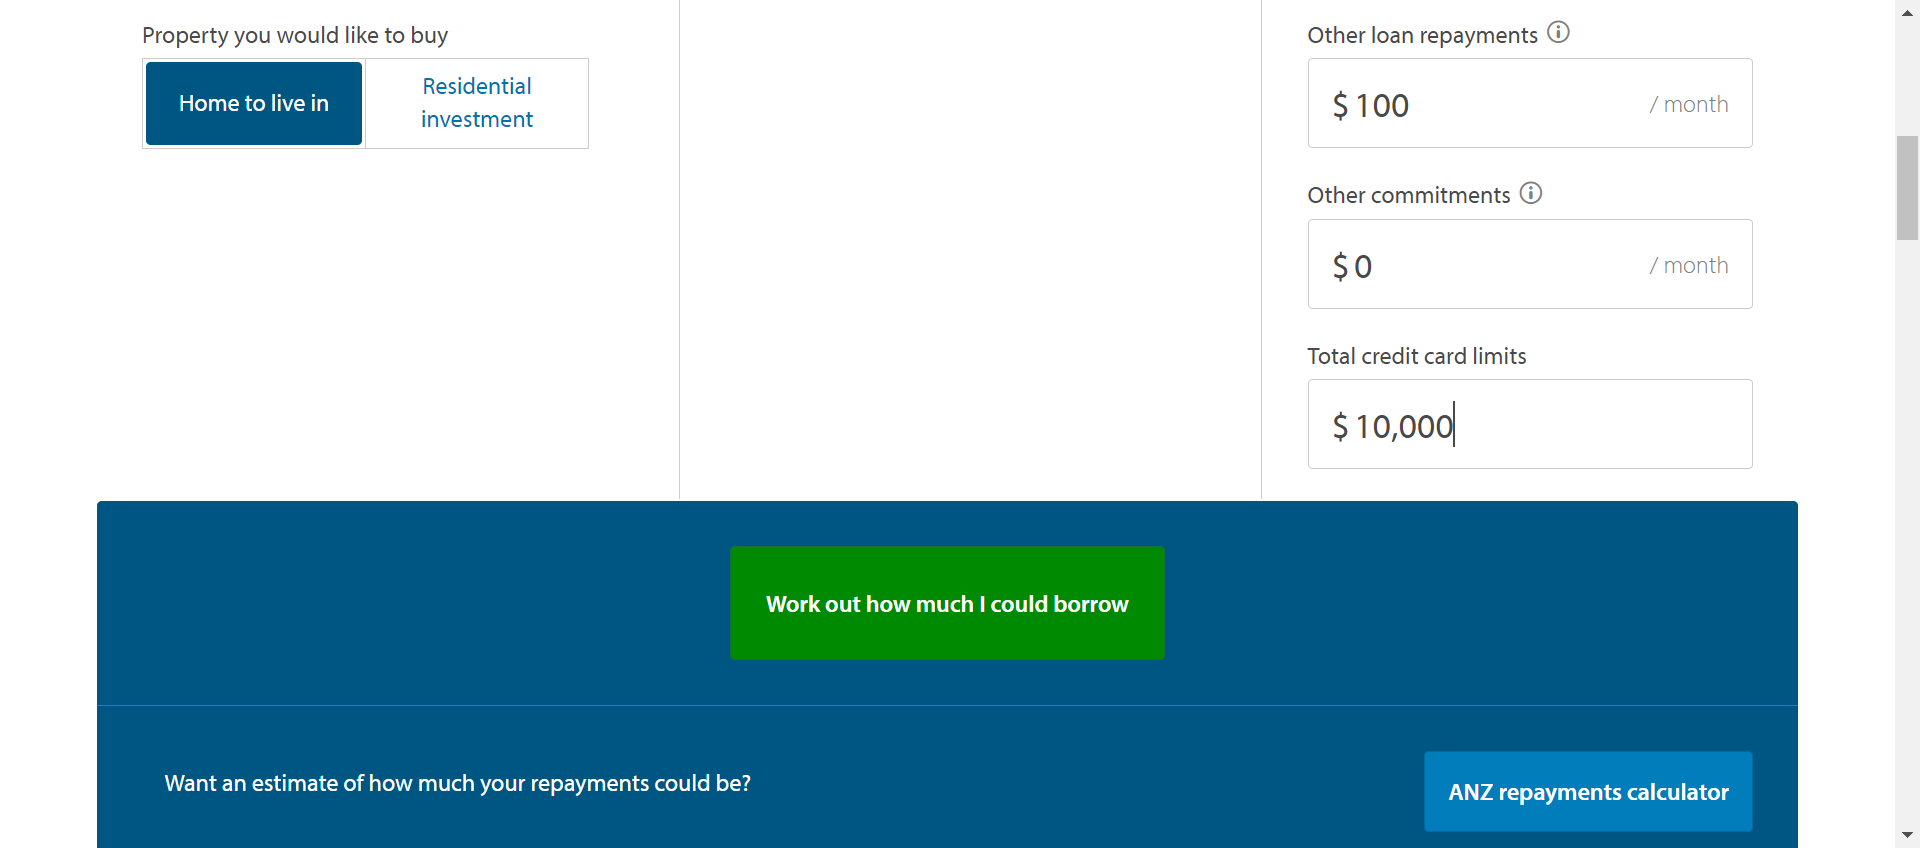 Property you would like to buy
Home to live in
Residential
investment
Other loan repayments
$ 100 / month
Other commitments
$ 0 / month
Total credit card limits
$ 10,000
Work out how much I could borrow
Want an estimate of how much your repayments could be?
ANZ repayments calculator